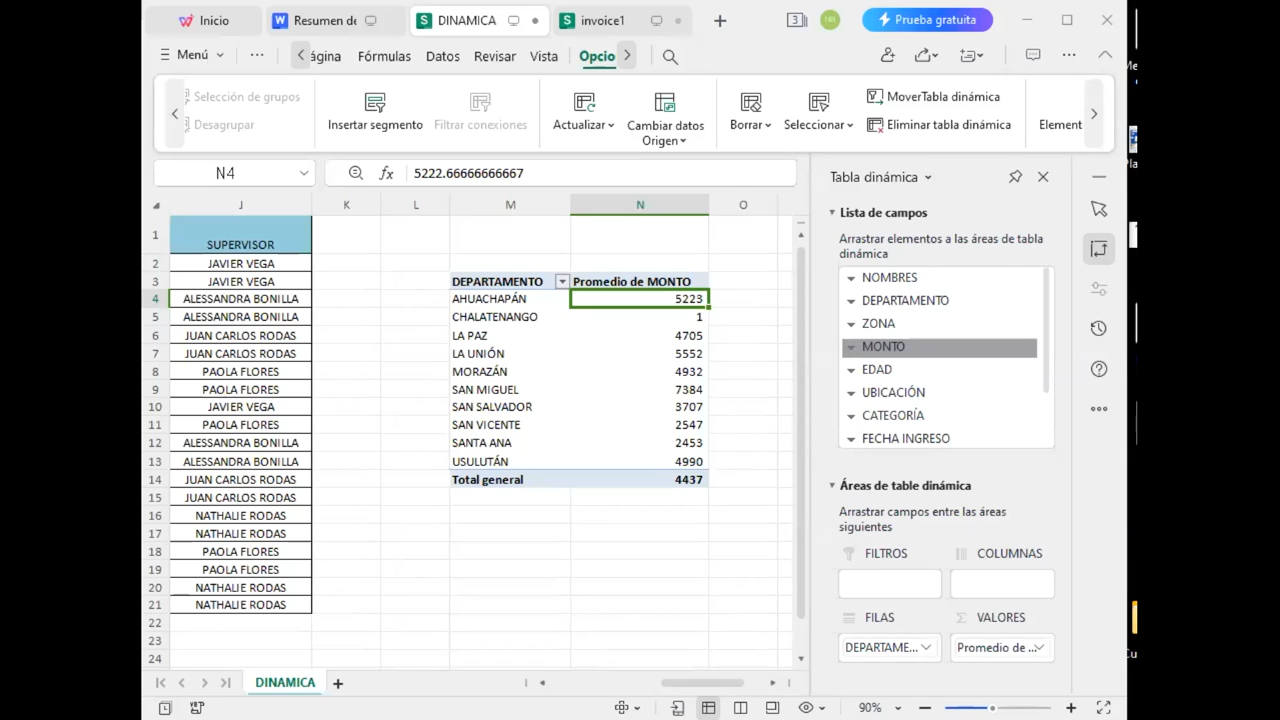 Inicio
Resumen de
DINAMICA
invoice1
3
NR
Prueba gratuita
Menú
ágina
Fórmulas
Datos
Revisar
Vista
Opcio
Selección de grupos
Desagrupar
Insertar segmento
Filtrar conexiones
Actualizar
Cambiar datos
Origen
Borrar
Seleccionar
MoverTabla dinámica
Eliminar tabla dinámica
Element
N4
fx
5222.66666666667
J K L M N O
1 SUPERVISOR
2 JAVIER VEGA
3 JAVIER VEGA DEPARTAMENTO Promedio de MONTO
4 ALESSANDRA BONILLA AHUACHAPÁN 5223
5 ALESSANDRA BONILLA CHALATENANGO 1
6 JUAN CARLOS RODAS LA PAZ 4705
7 JUAN CARLOS RODAS LA UNIÓN 5552
8 PAOLA FLORES MORAZÁN 4932
9 PAOLA FLORES SAN MIGUEL 7384
10 JAVIER VEGA SAN SALVADOR 3707
11 PAOLA FLORES SAN VICENTE 2547
12 ALESSANDRA BONILLA SANTA ANA 2453
13 ALESSANDRA BONILLA USULUTÁN 4990
14 JUAN CARLOS RODAS Total general 4437
15 JUAN CARLOS RODAS
16 NATHALIE RODAS
17 NATHALIE RODAS
18 PAOLA FLORES
19 PAOLA FLORES
20 NATHALIE RODAS
21 NATHALIE RODAS
22
23
24
Tabla dinámica
Lista de campos
Arrastrar elementos a las áreas de tabla
dinámica
NOMBRES
DEPARTAMENTO
ZONA
MONTO
EDAD
UBICACIÓN
CATEGORÍA
FECHA INGRESO
Áreas de table dinámica
Arrastrar campos entre las áreas
siguientes
FILTROS
COLUMNAS
FILAS
VALORES
DEPARTAME...
Promedio de ...
DINAMICA
90%